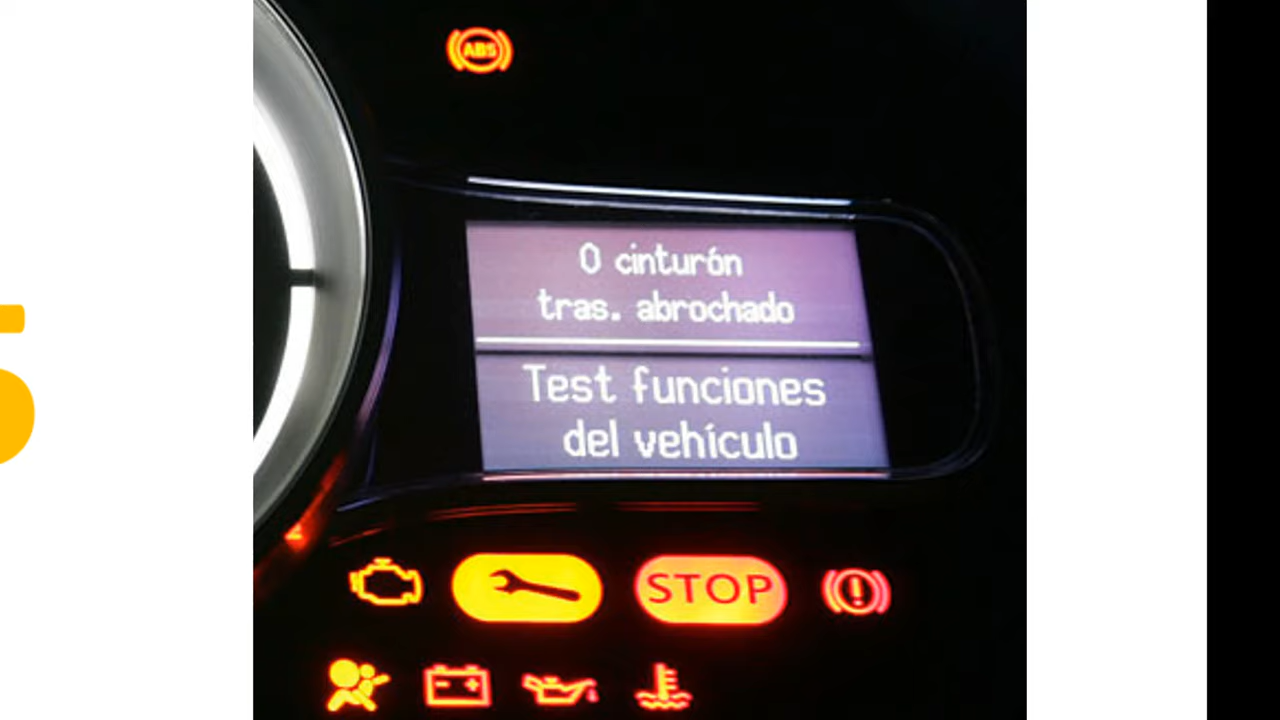 ABS
0 cinturón
tras. abrochado
Test funciones
del vehículo
STOP